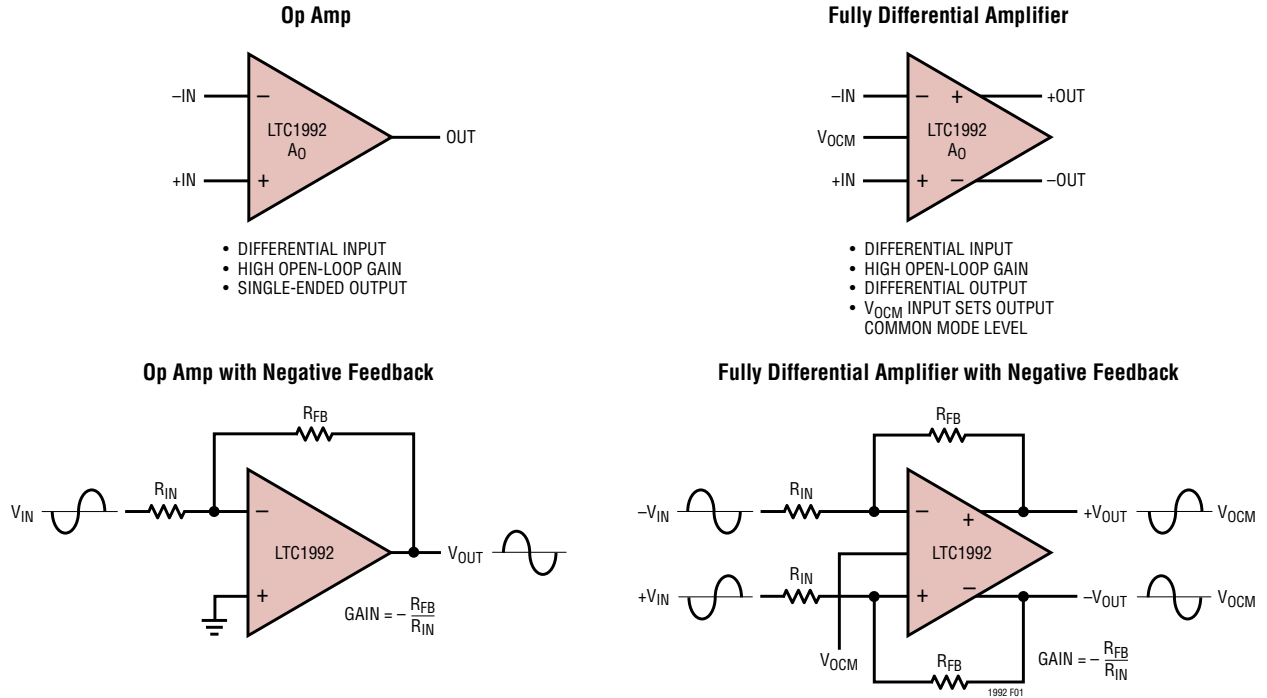 Op Amp
–IN
+IN
–
+
LTC1992
AO
OUT
• DIFFERENTIAL INPUT
• HIGH OPEN-LOOP GAIN
• SINGLE-ENDED OUTPUT
Fully Differential Amplifier
–IN
VOCM
+IN
– +
LTC1992
AO
+ –
+OUT
–OUT
• DIFFERENTIAL INPUT
• HIGH OPEN-LOOP GAIN
• DIFFERENTIAL OUTPUT
• VOCM INPUT SETS OUTPUT
COMMON MODE LEVEL
Op Amp with Negative Feedback
RFB
VIN
RIN
–
LTC1992
+
VOUT
GAIN = – RFB
RIN
Fully Differential Amplifier with Negative Feedback
RFB
–VIN
RIN
– +
+VOUT
VOCM
LTC1992
+VIN
RIN
+ –
–VOUT
VOCM
VOCM
RFB
GAIN = – RFB
RIN
1992 F01